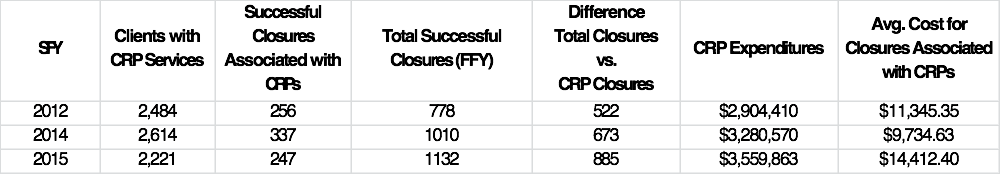 SFY Clients with CRP Services Successful Closures Associated with CRPs Total Successful Closures (FFY) Difference Total Closures vs. CRP Closures CRP Expenditures Avg. Cost for Closures Associated with CRPs
2012 2,484 256 778 522 $2,904,410 $11,345.35
2014 2,614 337 1010 673 $3,280,570 $9,734.63
2015 2,221 247 1132 885 $3,559,863 $14,412.40